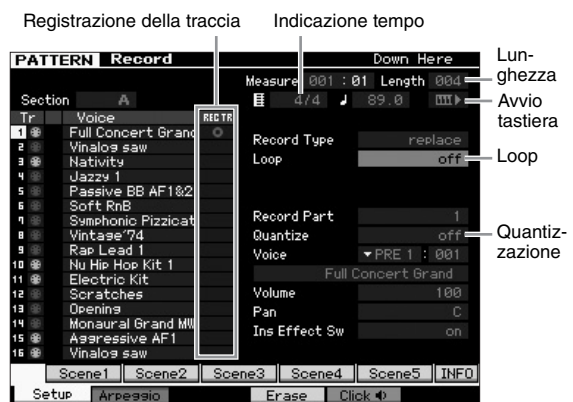 Registrazione della traccia
Indicazione tempo
PATTERN Record
Down Here
Measure 001 : 01 Length 004
Lun-
ghezza
Section A
4/4 89.0
Avvio
tastiera
Tr Voice REC TR
1 Full Concert Grand
2 Vinalog saw
3 Nativity
4 Jazzy 1
5 Passive BB AF1&2
6 Soft RnB
7 Symphonic Pizzicat
8 Vintage'74
9 Rap Lead 1
10 Nu Hip Hop Kit 1
11 Electric Kit
12 Scratches
13 Opening
14 Monaural Grand MW
15 Aggressive AF1
16 Vinalog saw
Record Type replace
Loop off
Loop
Record Part 1
Quantize off
Quantiz-
zazione
Voice PRE 1 : 001
Full Concert Grand
Volume 100
Pan C
Ins Effect Sw on
Scene1 Scene2 Scene3 Scene4 Scene5 INFO
Setup Arpeggio Erase Click